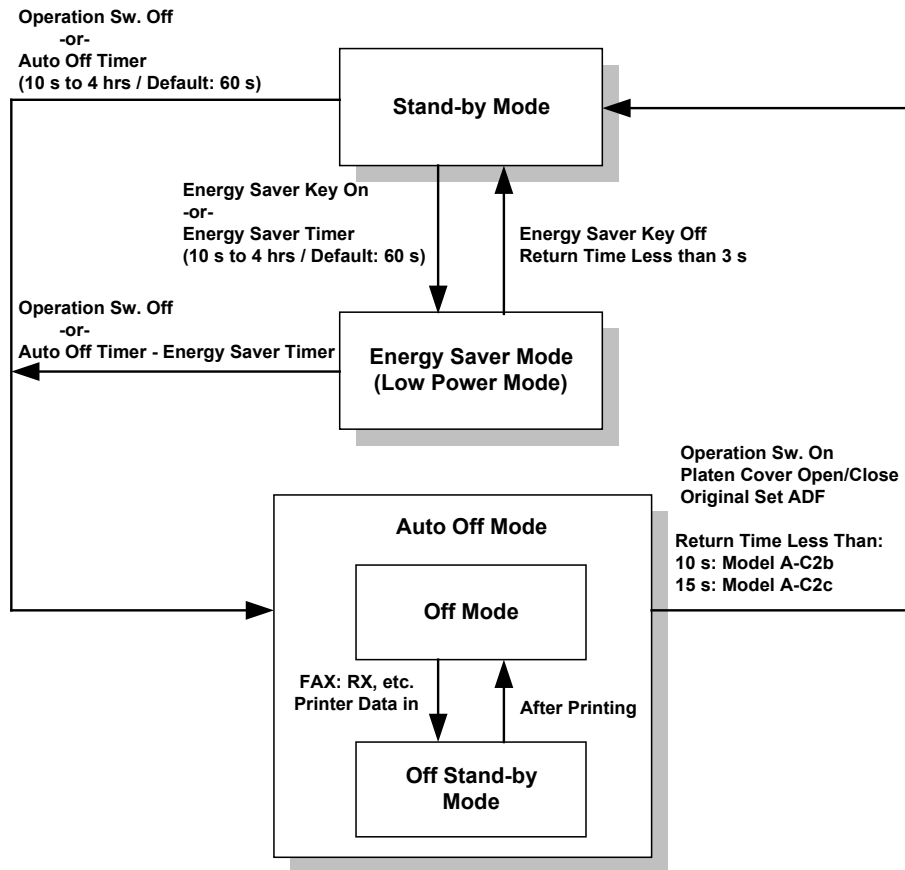 Operation Sw. Off
-or-
Auto Off Timer
(10 s to 4 hrs / Default: 60 s)
Stand-by Mode
Energy Saver Key On
-or-
Energy Saver Timer
(10 s to 4 hrs / Default: 60 s)
Energy Saver Key Off
Return Time Less than 3 s
Operation Sw. Off
-or-
Auto Off Timer - Energy Saver Timer
Energy Saver Mode
(Low Power Mode)
Operation Sw. On
Platen Cover Open/Close
Original Set ADF
Return Time Less Than:
10 s: Model A-C2b
15 s: Model A-C2c
Auto Off Mode
Off Mode
FAX: RX, etc.
Printer Data in
After Printing
Off Stand-by
Mode